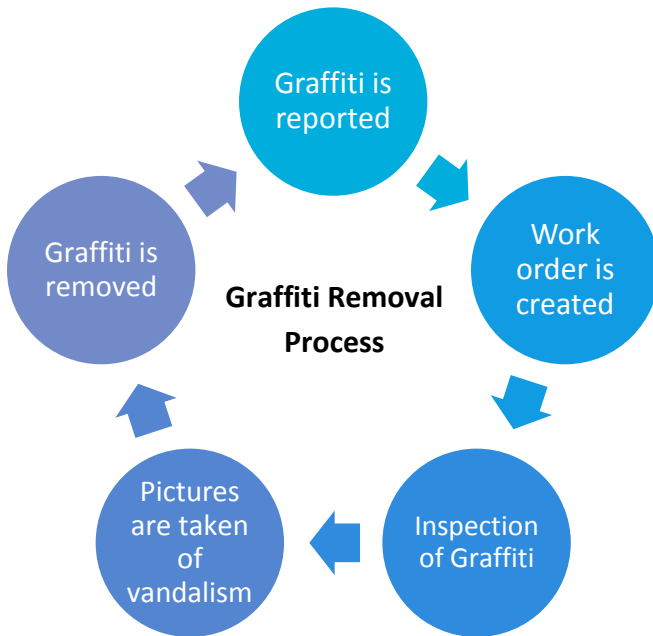 Graffiti is
reported
Work
order is
created
Inspection
of Graffiti
Pictures
are taken
of
vandalism
Graffiti is
removed
Graffiti Removal
Process